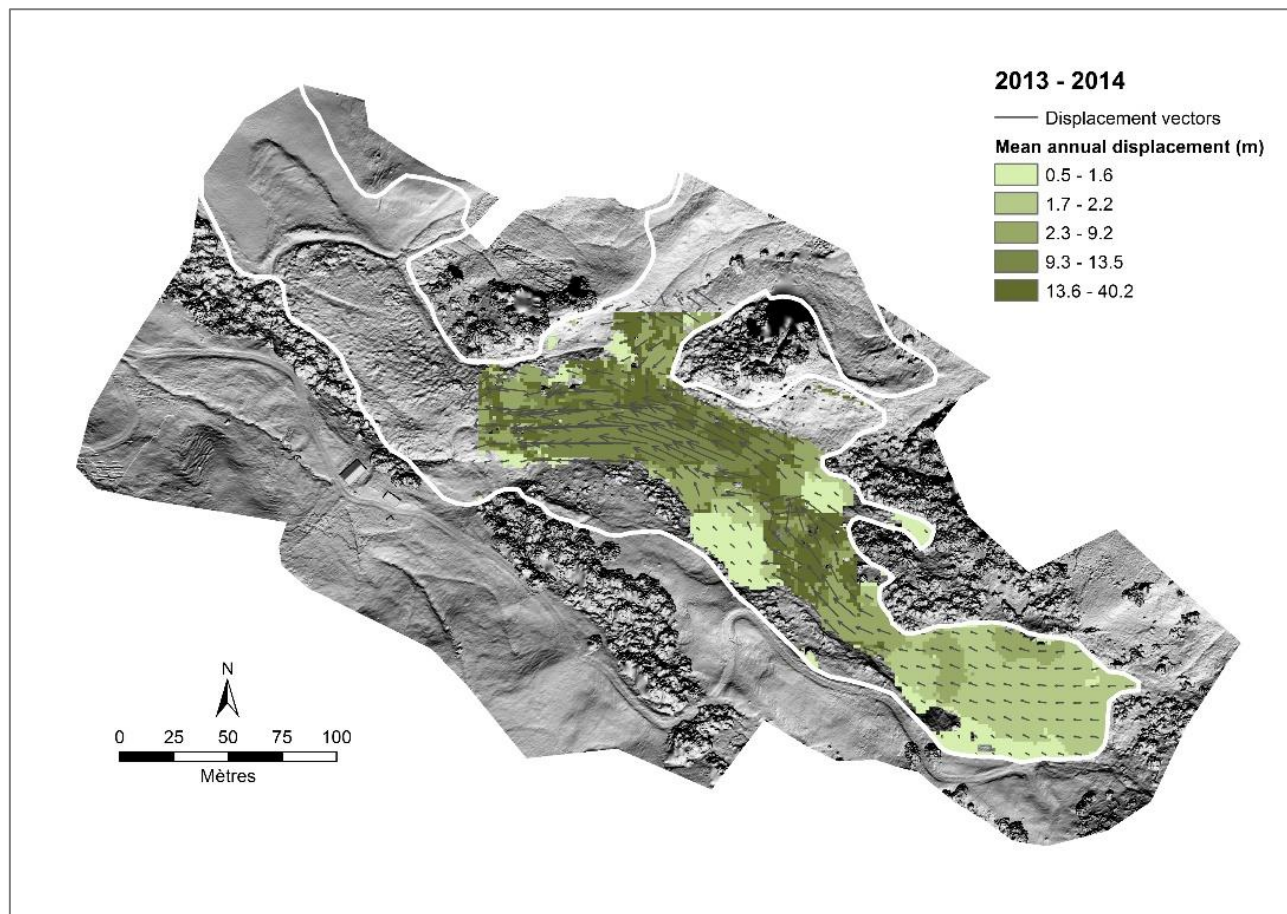 2013 - 2014
Displacement vectors
Mean annual displacement (m)
0.5 - 1.6
1.7 - 2.2
2.3 - 9.2
9.3 - 13.5
13.6 - 40.2
N
0 25 50 75 100
Mètres